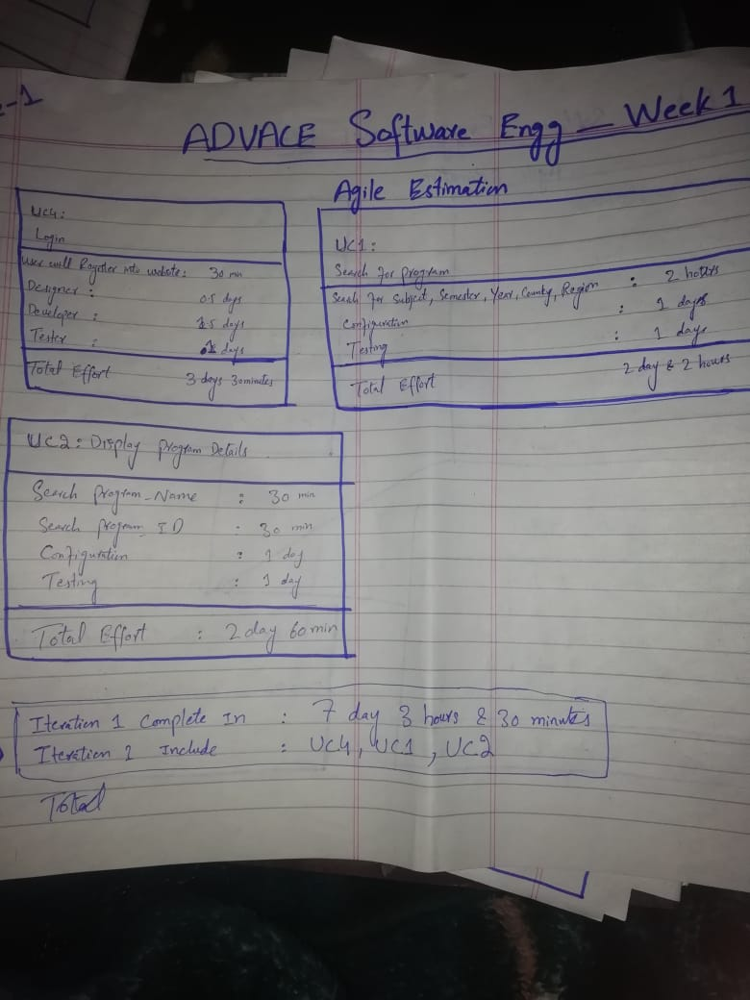 e-1
ADVACE Software Engg — Week 1
Agile Estimation
UC4:
Login
User will Register into website: 30 min
Designer : 0.5 days
Developer : 1.5 days
Tester : 1 days
Total Effort 3 days 30minutes
UC1:
Search for program
Search for Subject, Semester, Year, County, Region : 2 hours
Configuration : 1 days
Testing : 1 days
Total Effort 2 day & 2 hours
UC2: Display Program Details
Search Program_Name : 30 min
Search program_ID : 30 min
Configuration : 1 day
Testing : 1 day
Total Effort : 2 day 60 min
Iteration 1 Complete In : 7 day 3 hours & 30 minutes
Iteration 1 Include : UC4, UC1, UC2
Total